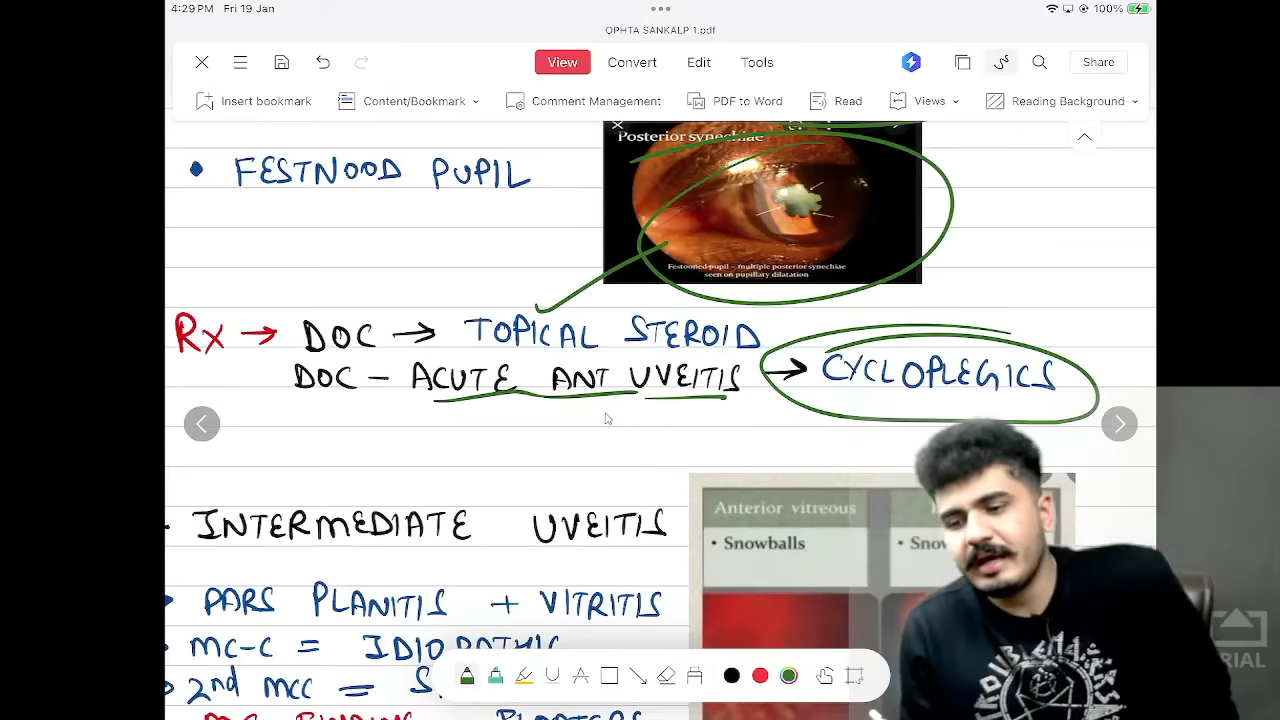 4:29 PM Fri 19 Jan
100%
OPHTA SANKALP 1.pdf
View Convert Edit Tools Share
Insert bookmark Content/Bookmark Comment Management PDF to Word Read Views Reading Background
Posterior synechiae
• FESTNOOD PUPIL
Festooned pupil – multiple posterior synechiae
seen on pupillary dilatation
Rx → DOC → TOPICAL STEROID
DOC – ACUTE ANT UVEITIS → CYCLOPLEGICS
• INTERMEDIATE UVEITIS
Anterior vitreous
• Snowballs
• PARS PLANITIS + VITRITIS
• MC-C = IDIOPATHIC
• 2nd MCC = S